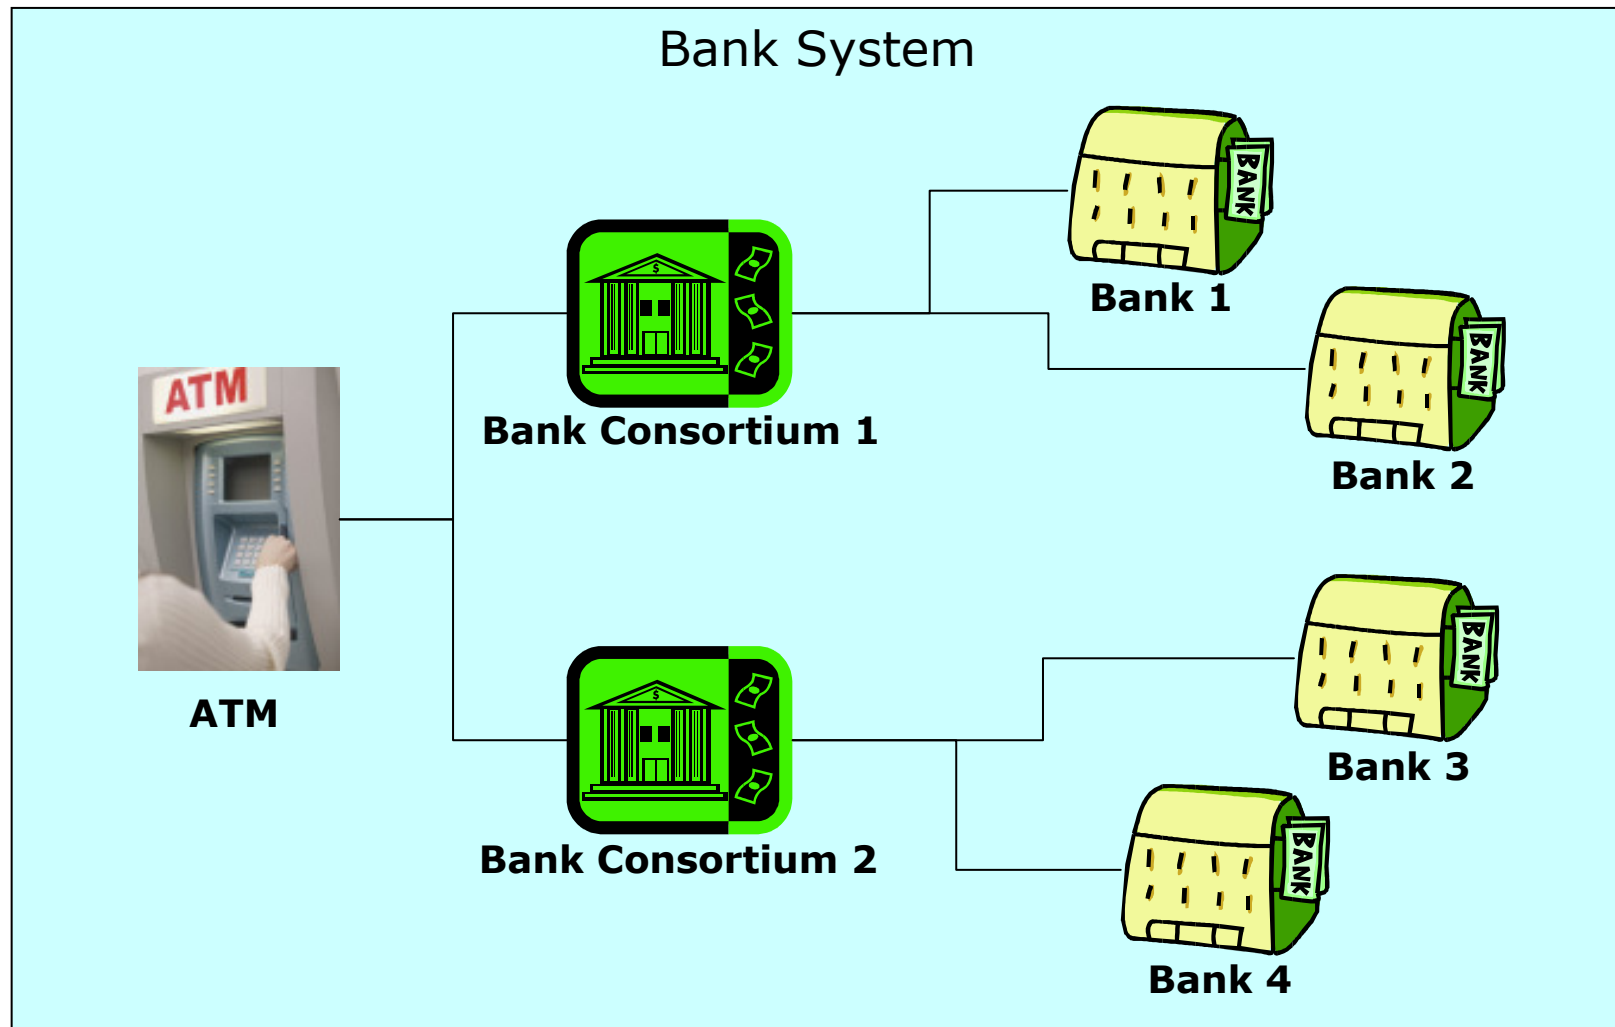 Bank System
BANK
Bank 1
BANK
Bank 2
$
Bank Consortium 1
ATM
ATM
BANK
Bank 3
$
Bank Consortium 2
BANK
Bank 4